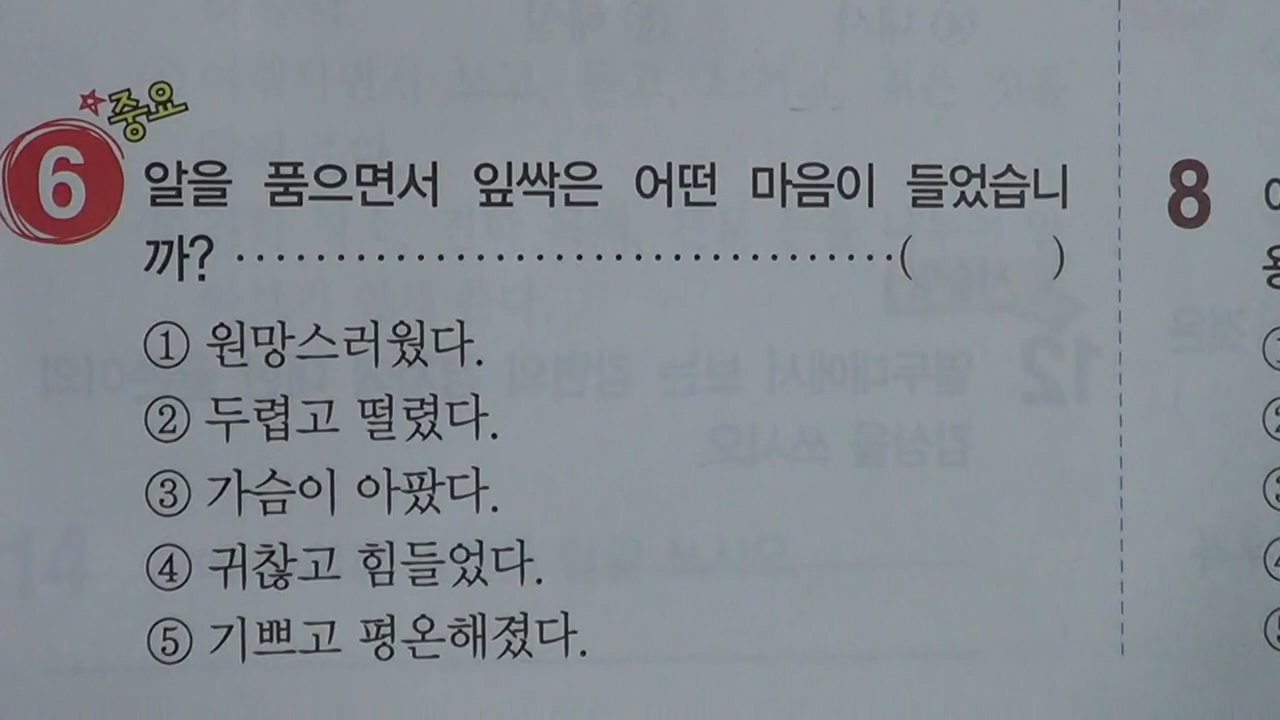 중요
6 알을 품으면서 잎싹은 어떤 마음이 들었습니
까? ·································( )
① 원망스러웠다.
② 두렵고 떨렸다.
③ 가슴이 아팠다.
④ 귀찮고 힘들었다.
⑤ 기쁘고 평온해졌다.
8